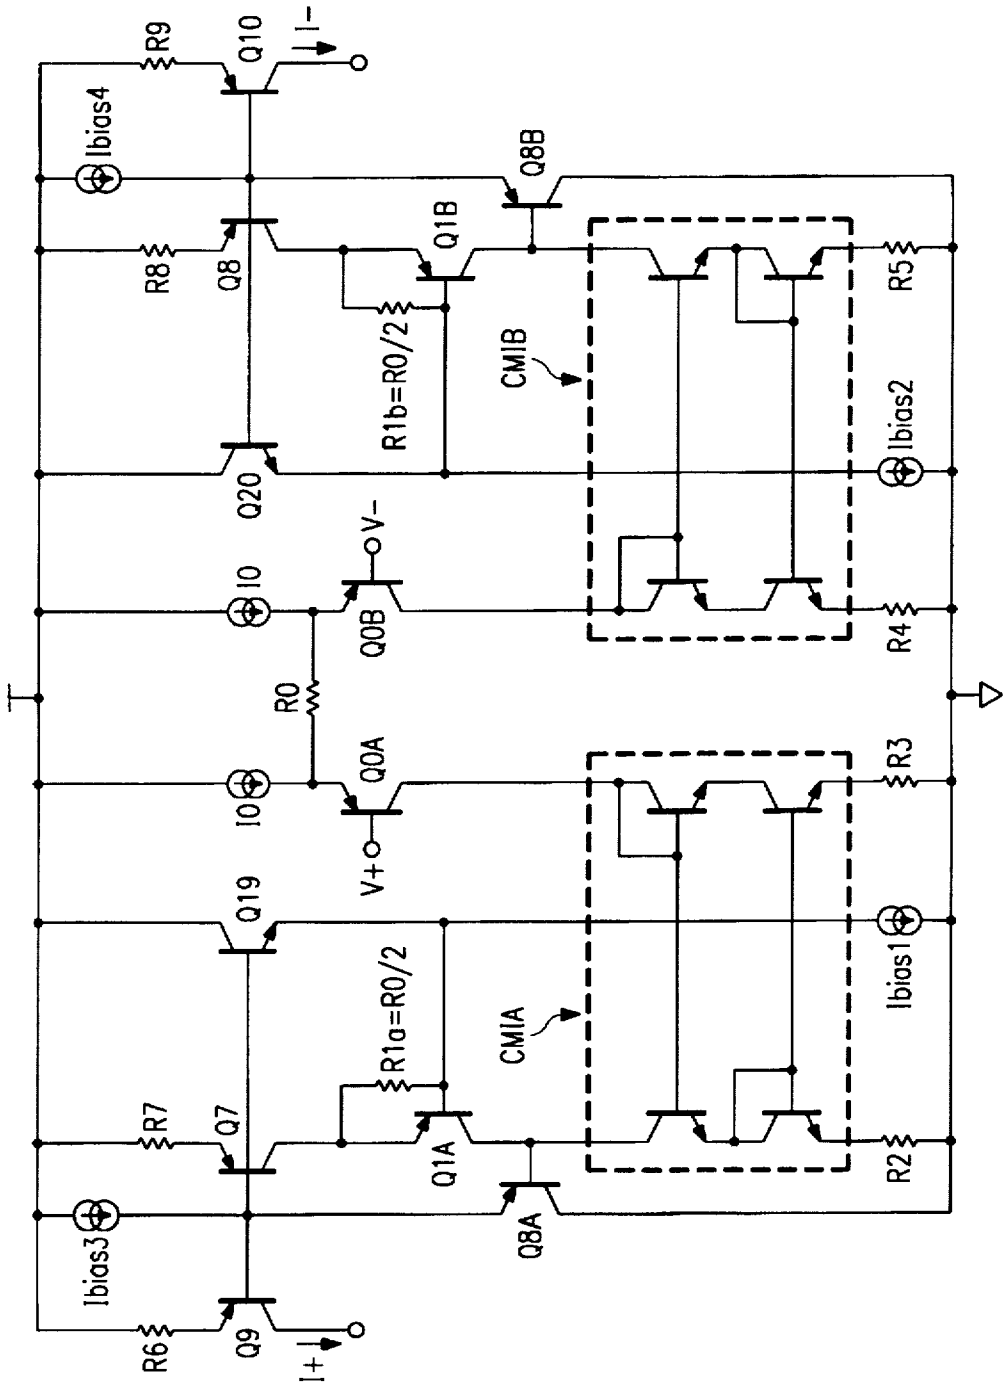 R9
Q10
I-
Ibias4
R8
Q8
Q1B
Q8B
R1b=R0/2
CMIB
R5
Q20
Ibias2
I0
V-
Q0B
R4
R0
I0
Q0A
V+
R3
Q19
R1a=R0/2
CMIA
Ibias1
R7
Q7
Q1A
R2
Ibias3
Q8A
R6
Q9
I+